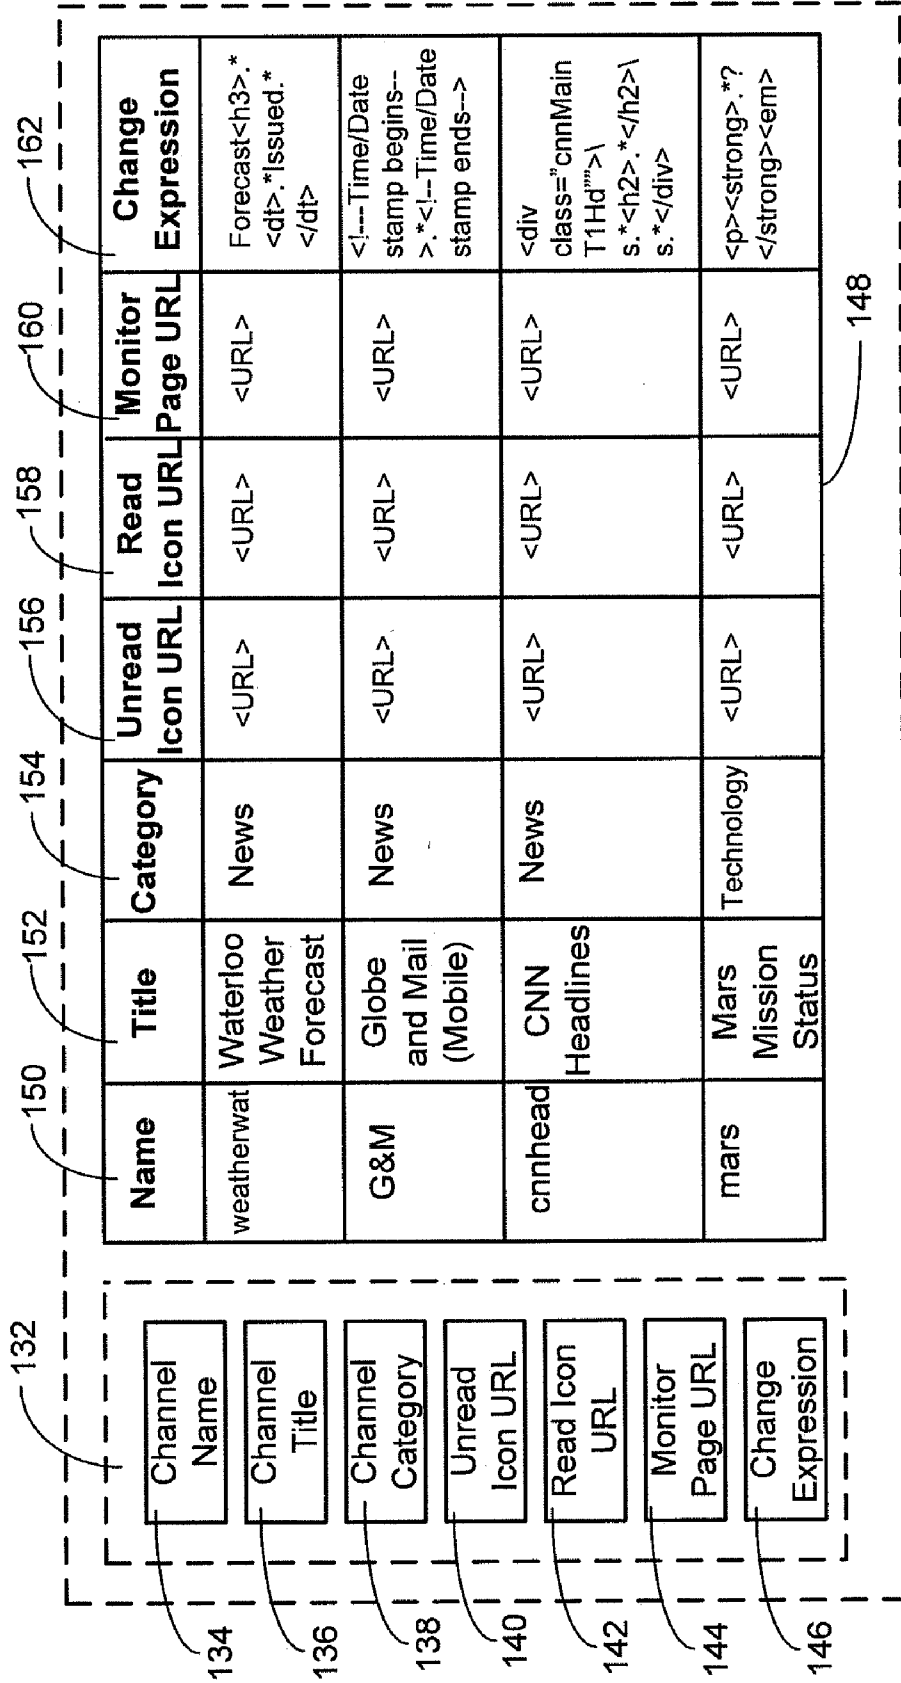 132
134
Channel
Name
136
Channel
Title
138
Channel
Category
140
Unread
Icon URL
142
Read Icon
URL
144
Monitor
Page URL
146
Change
Expression
150
152
154
156
158
160
162
Name
Title
Category
Unread
Icon URL
Read
Icon URL
Monitor
Page URL
Change
Expression
weatherwat
Waterloo
Weather
Forecast
News
<URL>
<URL>
<URL>
Forecast<h3>.*
<dt>.*Issued.*
</dt>
G&M
Globe
and Mail
(Mobile)
News
<URL>
<URL>
<URL>
<!---Time/Date
stamp begins--
>.*<!--Time/Date
stamp ends-->
cnnhead
CNN
Headlines
News
<URL>
<URL>
<URL>
<div
class="cnnMain
T1Hd"">\
s.*<h2>.*</h2>\
s.*</div>
mars
Mars
Mission
Status
Technology
<URL>
<URL>
<URL>
<p><strong>.*?
</strong><em>
148